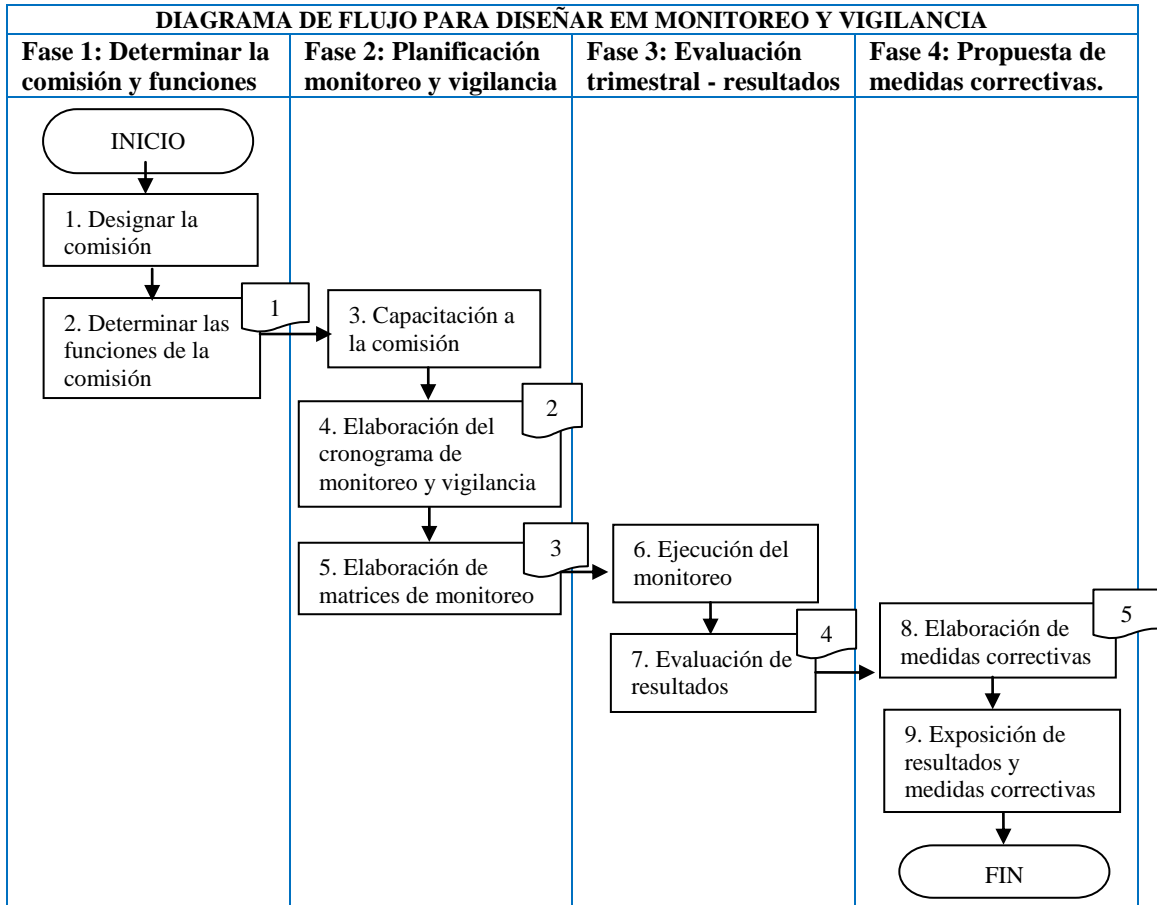 DIAGRAMA DE FLUJO PARA DISEÑAR EM MONITOREO Y VIGILANCIA
Fase 1: Determinar la
comisión y funciones
Fase 2: Planificación
monitoreo y vigilancia
Fase 3: Evaluación
trimestral - resultados
Fase 4: Propuesta de
medidas correctivas.
INICIO
1. Designar la
comisión
1
2. Determinar las
funciones de la
comisión
3. Capacitación a
la comisión
2
4. Elaboración del
cronograma de
monitoreo y vigilancia
3
5. Elaboración de
matrices de monitoreo
6. Ejecución del
monitoreo
4
7. Evaluación de
resultados
5
8. Elaboración de
medidas correctivas
9. Exposición de
resultados y
medidas correctivas
FIN